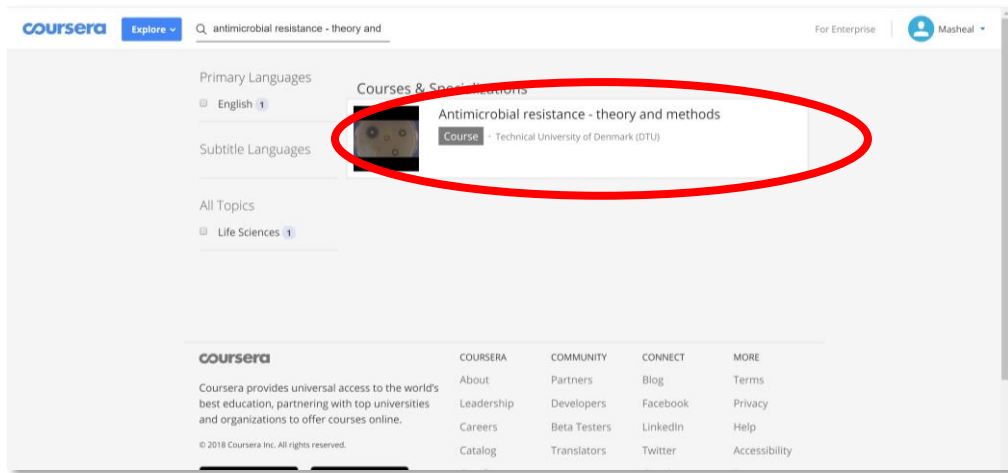 coursera Explore antimicrobial resistance - theory and For Enterprise Masheal
Primary Languages
English 1
Subtitle Languages
All Topics
Life Sciences 1
Courses & Specializations
Antimicrobial resistance - theory and methods
Course · Technical University of Denmark (DTU)
coursera
Coursera provides universal access to the world's
best education, partnering with top universities
and organizations to offer courses online.
© 2018 Coursera Inc. All rights reserved.
COURSERA
About
Leadership
Careers
Catalog
COMMUNITY
Partners
Developers
Beta Testers
Translators
CONNECT
Blog
Facebook
LinkedIn
Twitter
MORE
Terms
Privacy
Help
Accessibility